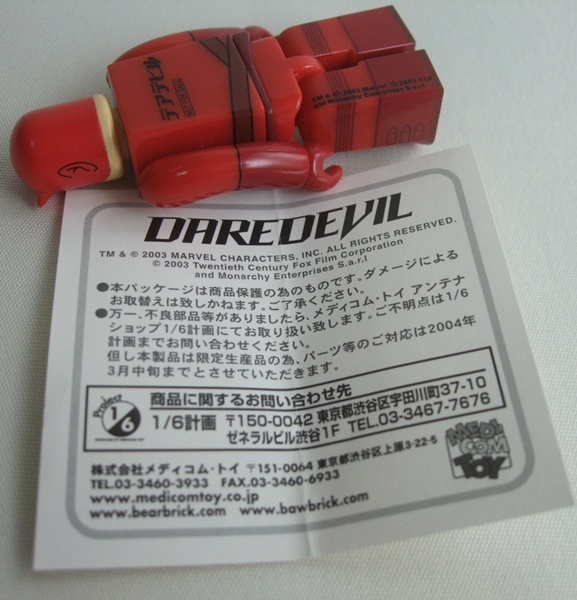 デアデビル
TM & © 2003 Marvel © 2003 TCF
and Monarchy Enterprises S.a.r.l
DAREDEVIL
TM & © 2003 MARVEL CHARACTERS, INC. ALL RIGHTS RESERVED.
© 2003 Twentieth Century Fox Film Corporation
and Monarchy Enterprises S.a.r.l
●本パッケージは商品保護の為のものです。ダメージによる
お取替えは致しかねます。ご了承ください。
●万一、不良部品等がありましたら、メディコム・トイ アンテナ
ショップ1/6計画にてお取り扱い致します。ご不明点は1/6
計画までお問い合わせください。
但し本製品は限定生産品の為、パーツ等のご対応は2004年
3月中旬までとさせていただきます。
Project
1/6
商品に関するお問い合わせ先
1/6計画 〒150-0042 東京都渋谷区宇田川町37-10
ゼネラルビル渋谷1F TEL.03-3467-7676
MEDICOM
TOY
株式会社メディコム・トイ 〒151-0064 東京都渋谷区上原3-22-5
TEL.03-3460-3933 FAX.03-3460-6933
www.medicomtoy.co.jp
www.bearbrick.com www.bawbrick.com